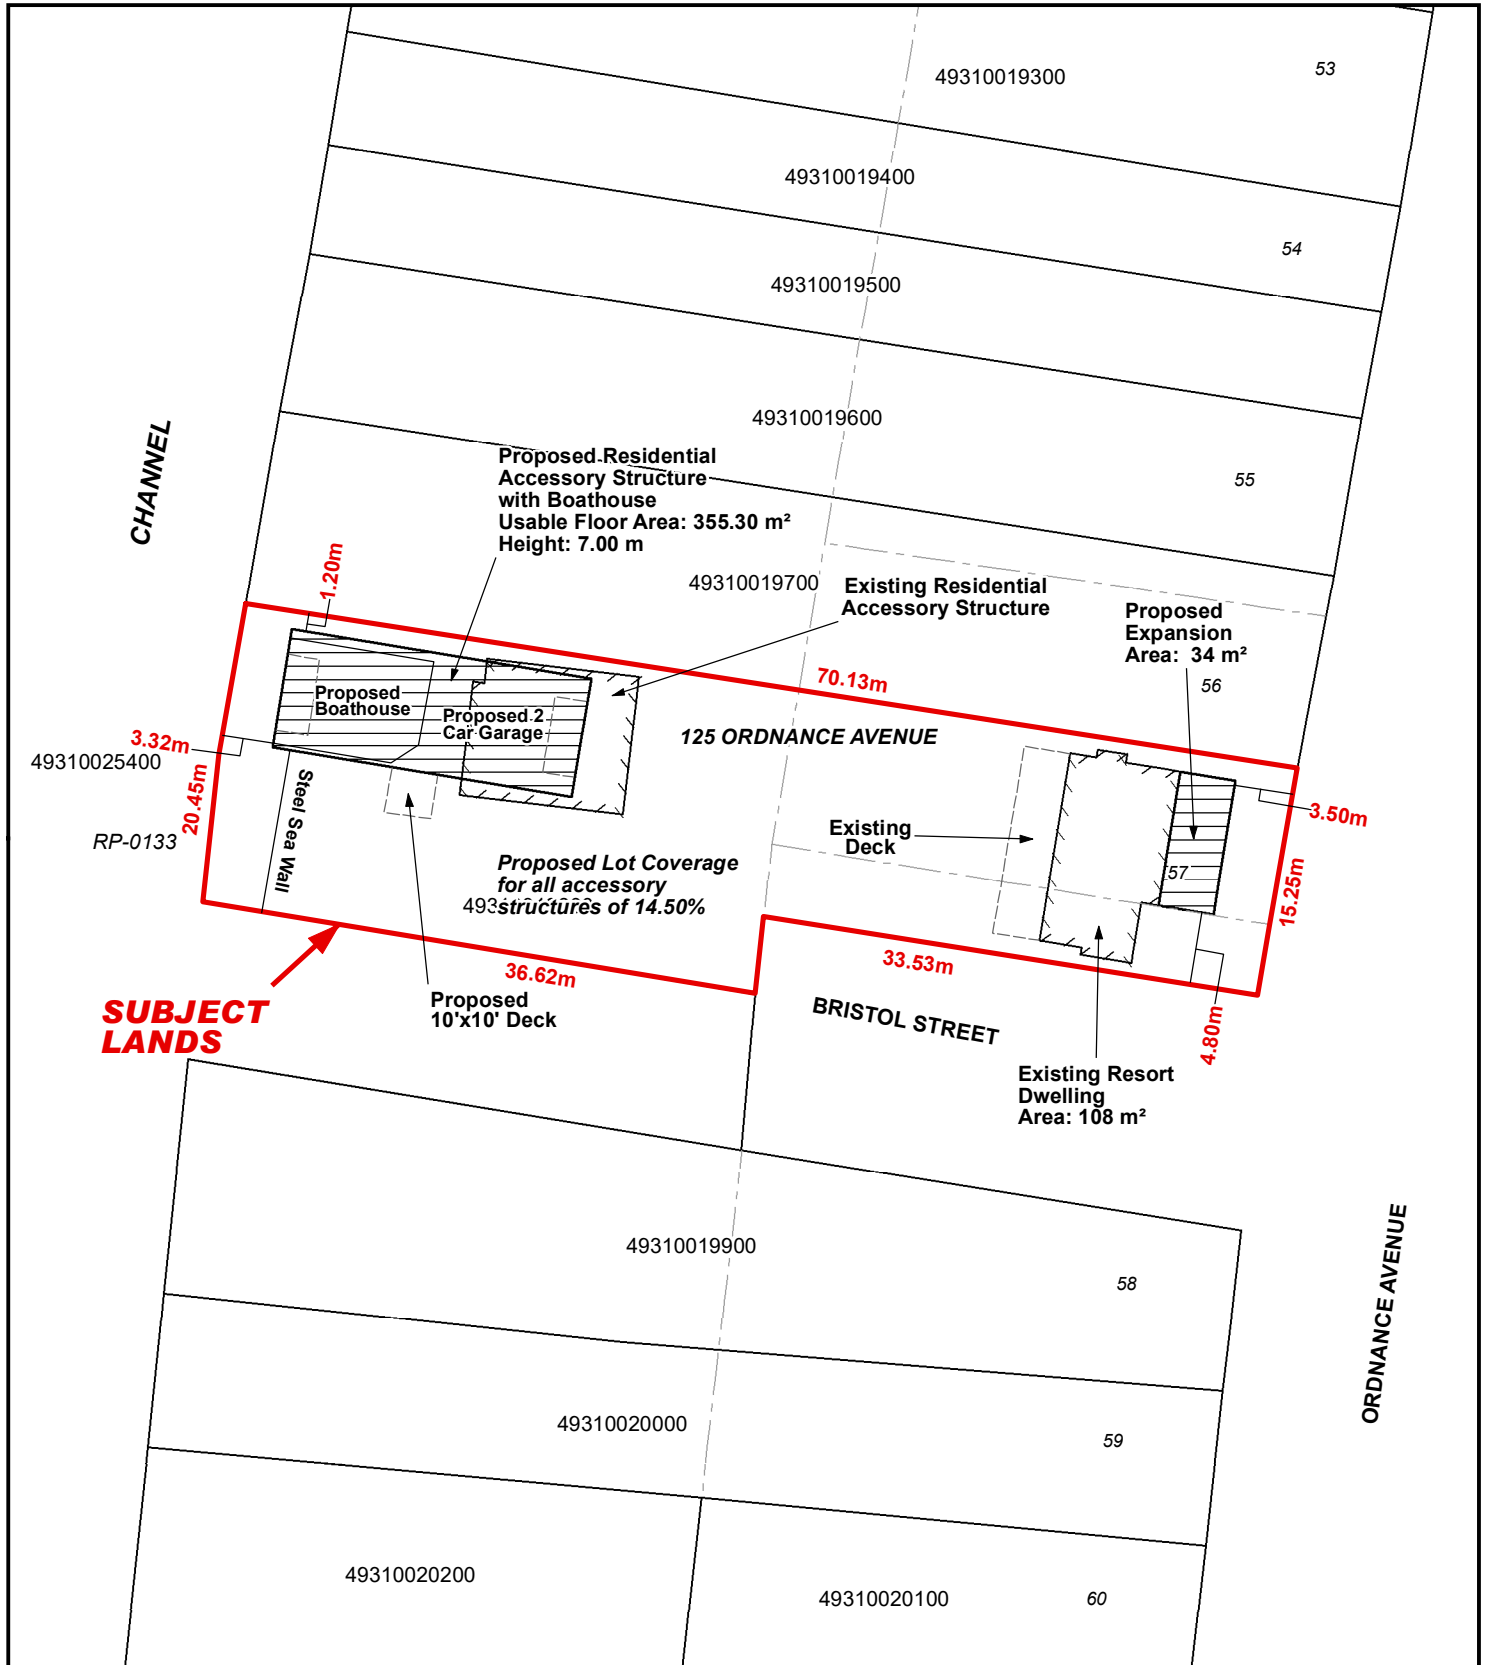 49310019300
53
49310019400
54
49310019500
49310019600
CHANNEL
Proposed Residential
Accessory Structure
with Boathouse
Usable Floor Area: 355.30 m²
Height: 7.00 m
55
1.20m
49310019700
Existing Residential
Accessory Structure
Proposed
Expansion
Area: 34 m²
56
70.13m
Proposed
Boathouse
Proposed 2
Car Garage
125 ORDNANCE AVENUE
3.32m
49310025400
20.45m
RP-0133
Steel Sea Wall
3.50m
Existing
Deck
57
15.25m
Proposed Lot Coverage
for all accessory
structures of 14.50%
36.62m
33.53m
SUBJECT
LANDS
Proposed
10'x10' Deck
BRISTOL STREET
4.80m
Existing Resort
Dwelling
Area: 108 m²
49310019900
58
ORDNANCE AVENUE
49310020000
59
49310020200
49310020100
60